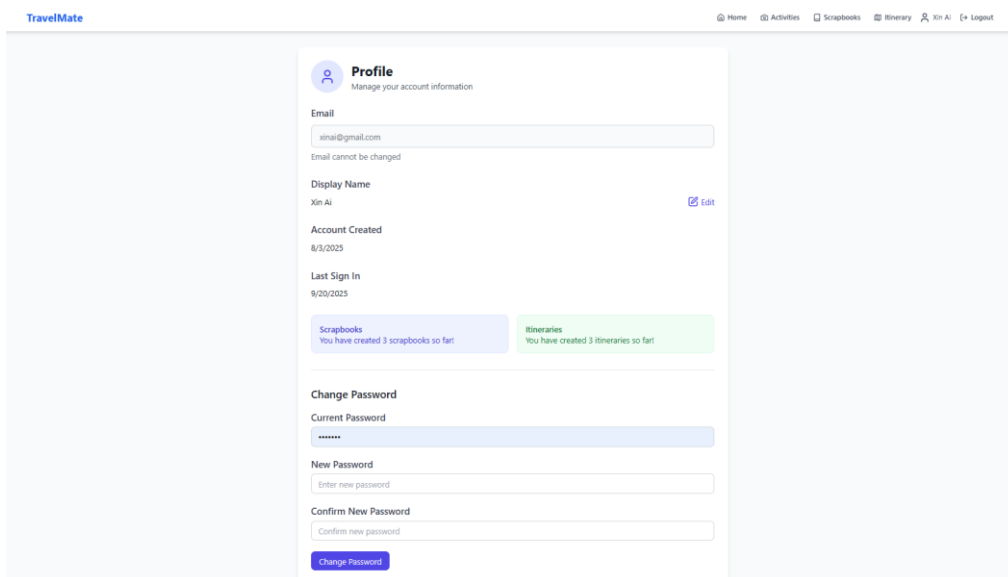 TravelMate
Home Activities Scrapbooks Itinerary Xin Ai Logout
Profile
Manage your account information
Email
xinai@gmail.com
Email cannot be changed
Display Name
Xin Ai
Edit
Account Created
8/3/2025
Last Sign In
9/20/2025
Scrapbooks
You have created 3 scrapbooks so far!
Itineraries
You have created 3 itineraries so far!
Change Password
Current Password
•••••••
New Password
Enter new password
Confirm New Password
Confirm new password
Change Password